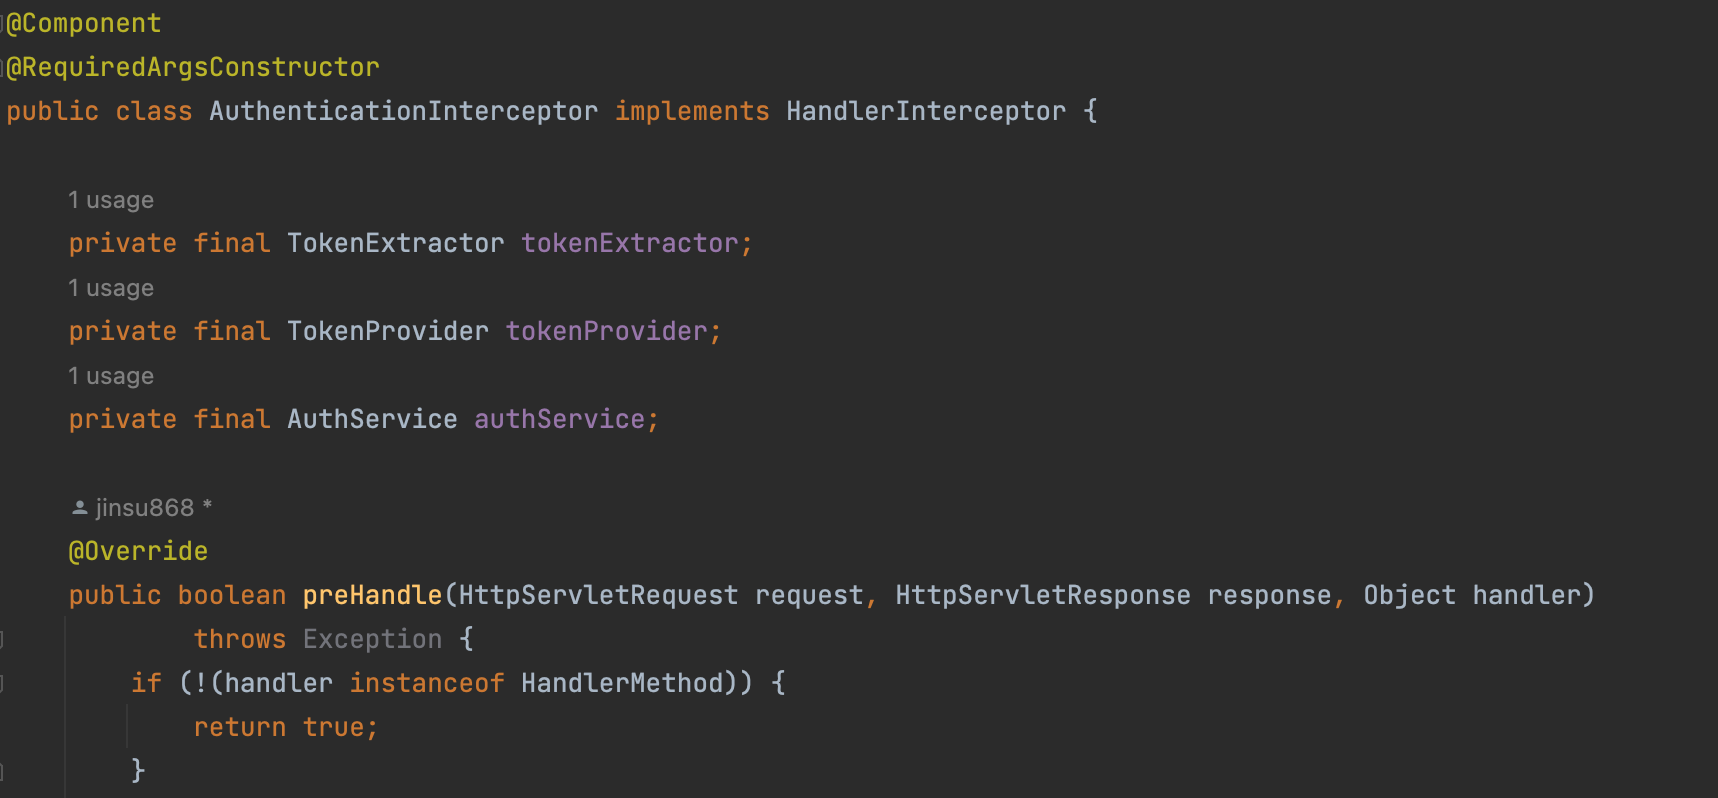 @Component
@RequiredArgsConstructor
public class AuthenticationInterceptor implements HandlerInterceptor {
1 usage
private final TokenExtractor tokenExtractor;
1 usage
private final TokenProvider tokenProvider;
1 usage
private final AuthService authService;
jinsu868 *
@Override
public boolean preHandle(HttpServletRequest request, HttpServletResponse response, Object handler)
throws Exception {
if (!(handler instanceof HandlerMethod)) {
return true;
}